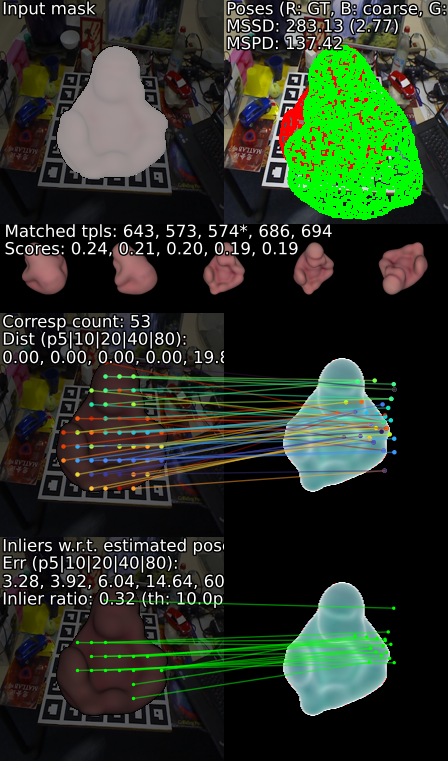 Input mask
Poses (R: GT, B: coarse, G:
MSSD: 283.13 (2.77)
MSPD: 137.42
Matched tpls: 643, 573, 574*, 686, 694
Scores: 0.24, 0.21, 0.20, 0.19, 0.19
Corresp count: 53
Dist (p5|10|20|40|80):
0.00, 0.00, 0.00, 0.00, 19.8
Inliers w.r.t. estimated pos
Err (p5|10|20|40|80):
3.28, 3.92, 6.04, 14.64, 60
Inlier ratio: 0.32 (th: 10.0p